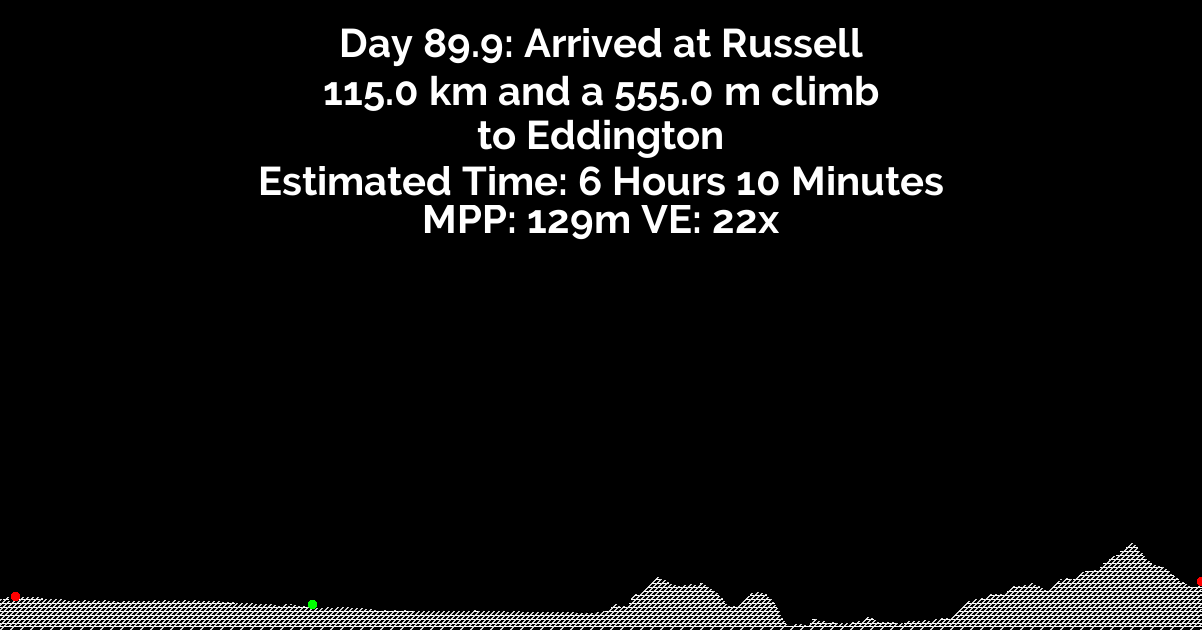 Day 89.9: Arrived at Russell
115.0 km and a 555.0 m climb
to Eddington
Estimated Time: 6 Hours 10 Minutes
MPP: 129m VE: 22x